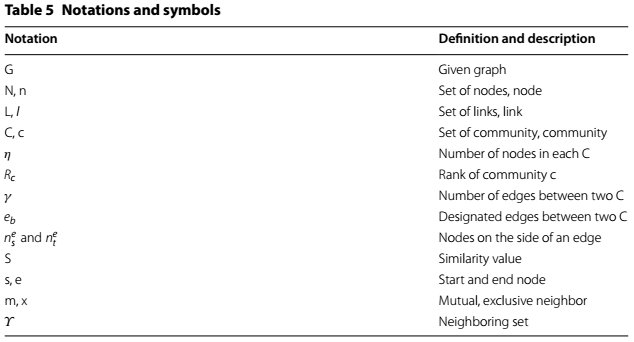 Table 5 Notations and symbols
Notation Definition and description
G Given graph
N, n Set of nodes, node
L, l Set of links, link
C, c Set of community, community
η Number of nodes in each C
R_c Rank of community c
γ Number of edges between two C
e_b Designated edges between two C
n_s^e and n_t^e Nodes on the side of an edge
S Similarity value
s, e Start and end node
m, x Mutual, exclusive neighbor
ϒ Neighboring set